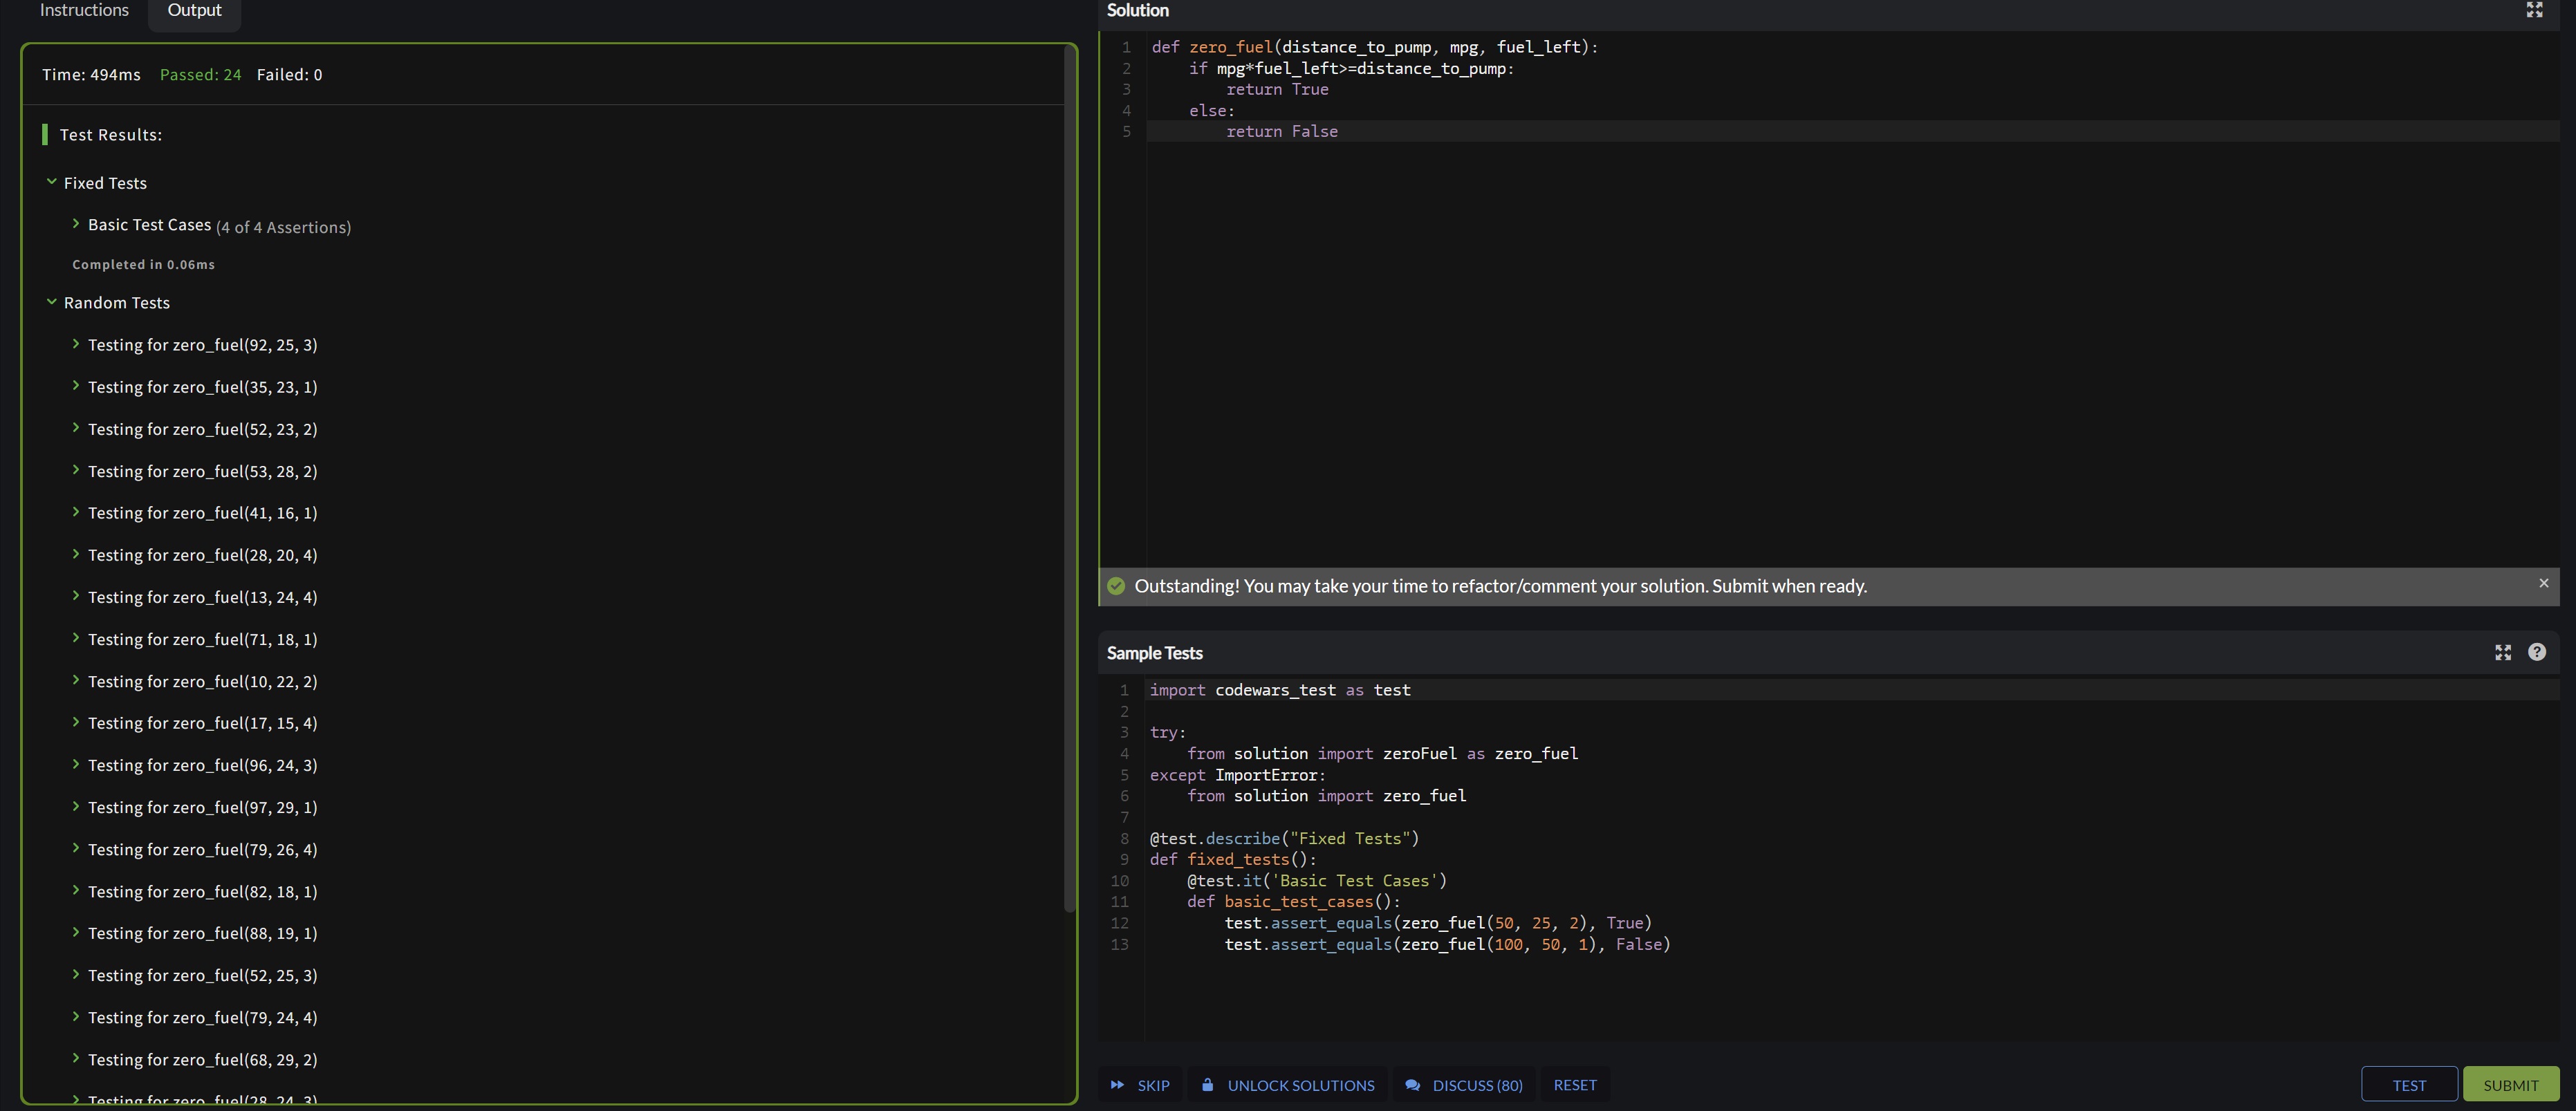 Instructions
Output
Time: 494ms Passed: 24 Failed: 0
Test Results:
Fixed Tests
Basic Test Cases (4 of 4 Assertions)
Completed in 0.06ms
Random Tests
Testing for zero_fuel(92, 25, 3)
Testing for zero_fuel(35, 23, 1)
Testing for zero_fuel(52, 23, 2)
Testing for zero_fuel(53, 28, 2)
Testing for zero_fuel(41, 16, 1)
Testing for zero_fuel(28, 20, 4)
Testing for zero_fuel(13, 24, 4)
Testing for zero_fuel(71, 18, 1)
Testing for zero_fuel(10, 22, 2)
Testing for zero_fuel(17, 15, 4)
Testing for zero_fuel(96, 24, 3)
Testing for zero_fuel(97, 29, 1)
Testing for zero_fuel(79, 26, 4)
Testing for zero_fuel(82, 18, 1)
Testing for zero_fuel(88, 19, 1)
Testing for zero_fuel(52, 25, 3)
Testing for zero_fuel(79, 24, 4)
Testing for zero_fuel(68, 29, 2)
Testing for zero_fuel(28, 24, 3)
Solution
1 def zero_fuel(distance_to_pump, mpg, fuel_left):
2     if mpg*fuel_left>=distance_to_pump:
3         return True
4     else:
5         return False
Outstanding! You may take your time to refactor/comment your solution. Submit when ready.
Sample Tests
1 import codewars_test as test
2
3 try:
4     from solution import zeroFuel as zero_fuel
5 except ImportError:
6     from solution import zero_fuel
7
8 @test.describe("Fixed Tests")
9 def fixed_tests():
10     @test.it('Basic Test Cases')
11     def basic_test_cases():
12         test.assert_equals(zero_fuel(50, 25, 2), True)
13         test.assert_equals(zero_fuel(100, 50, 1), False)
SKIP
UNLOCK SOLUTIONS
DISCUSS (80)
RESET
TEST
SUBMIT